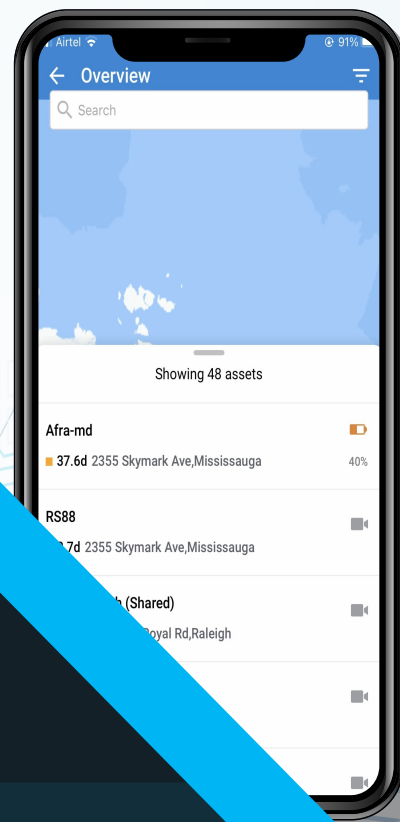 Airtel 91%
Overview
Search
Showing 48 assets
Afra-md
37.6d 2355 Skymark Ave,Mississauga
40%
RS88
.7d 2355 Skymark Ave,Mississauga
h (Shared)
Royal Rd,Raleigh